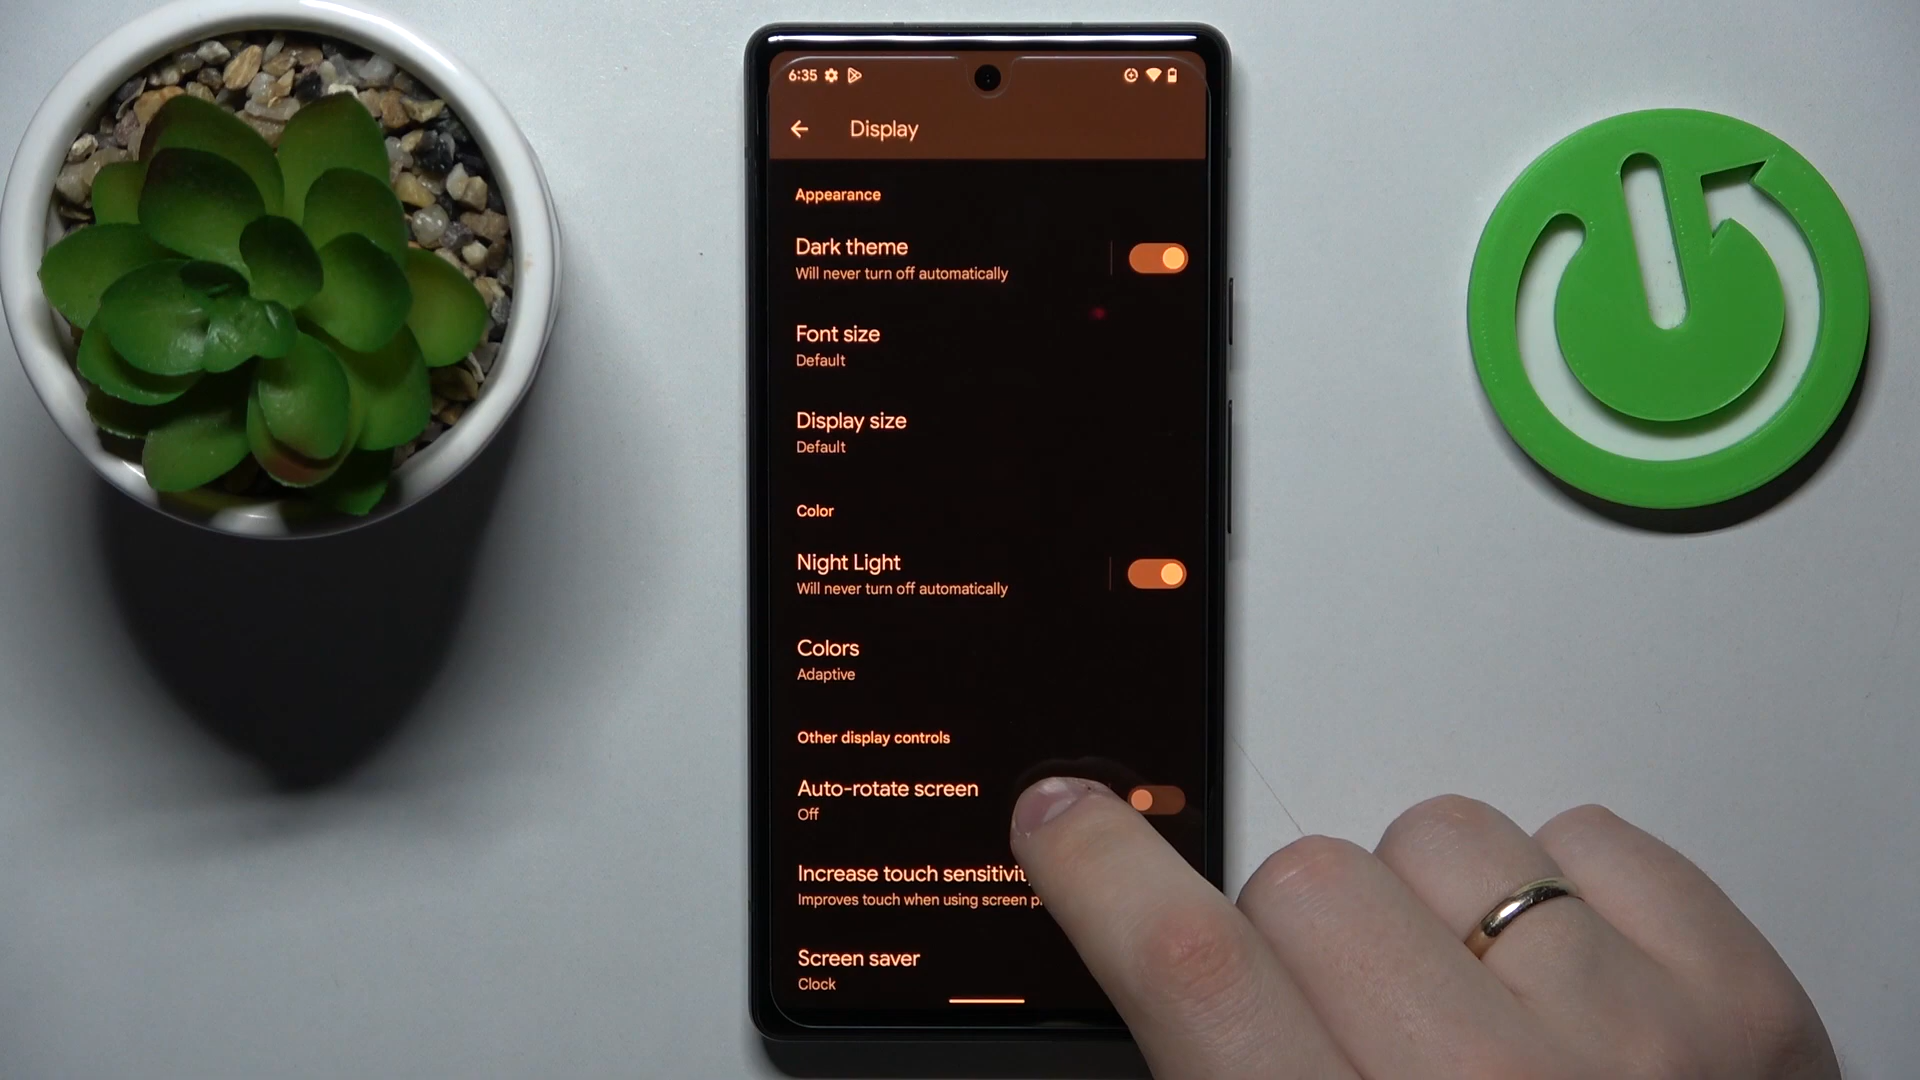 6:35
Display
Appearance
Dark theme
Will never turn off automatically
Font size
Default
Display size
Default
Color
Night Light
Will never turn off automatically
Colors
Adaptive
Other display controls
Auto-rotate screen
Off
Increase touch sensitivity
Improves touch when using screen
Screen saver
Clock